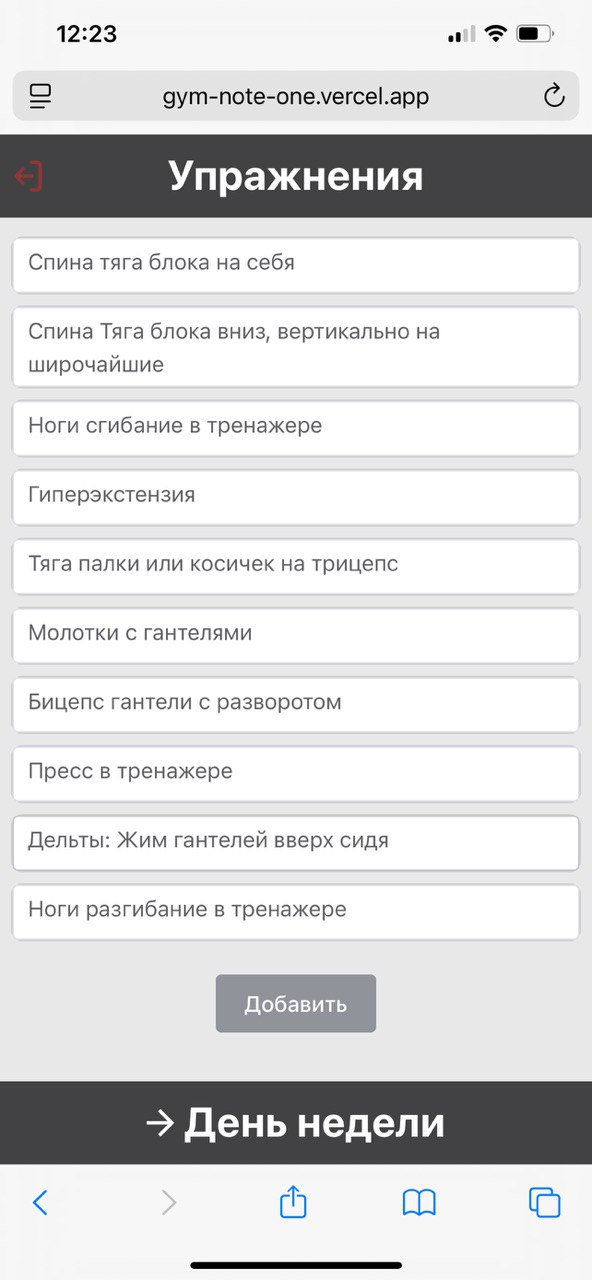 12:23
gym-note-one.vercel.app
Упражнения
Спина тяга блока на себя
Спина Тяга блока вниз, вертикально на
широчайшие
Ноги сгибание в тренажере
Гиперэкстензия
Тяга палки или косичек на трицепс
Молотки с гантелями
Бицепс гантели с разворотом
Пресс в тренажере
Дельты: Жим гантелей вверх сидя
Ноги разгибание в тренажере
Добавить
→ День недели